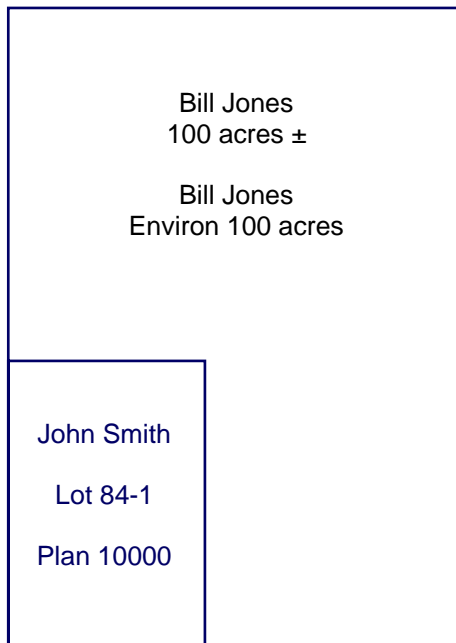 Bill Jones
100 acres ±
Bill Jones
Environ 100 acres
John Smith
Lot 84-1
Plan 10000